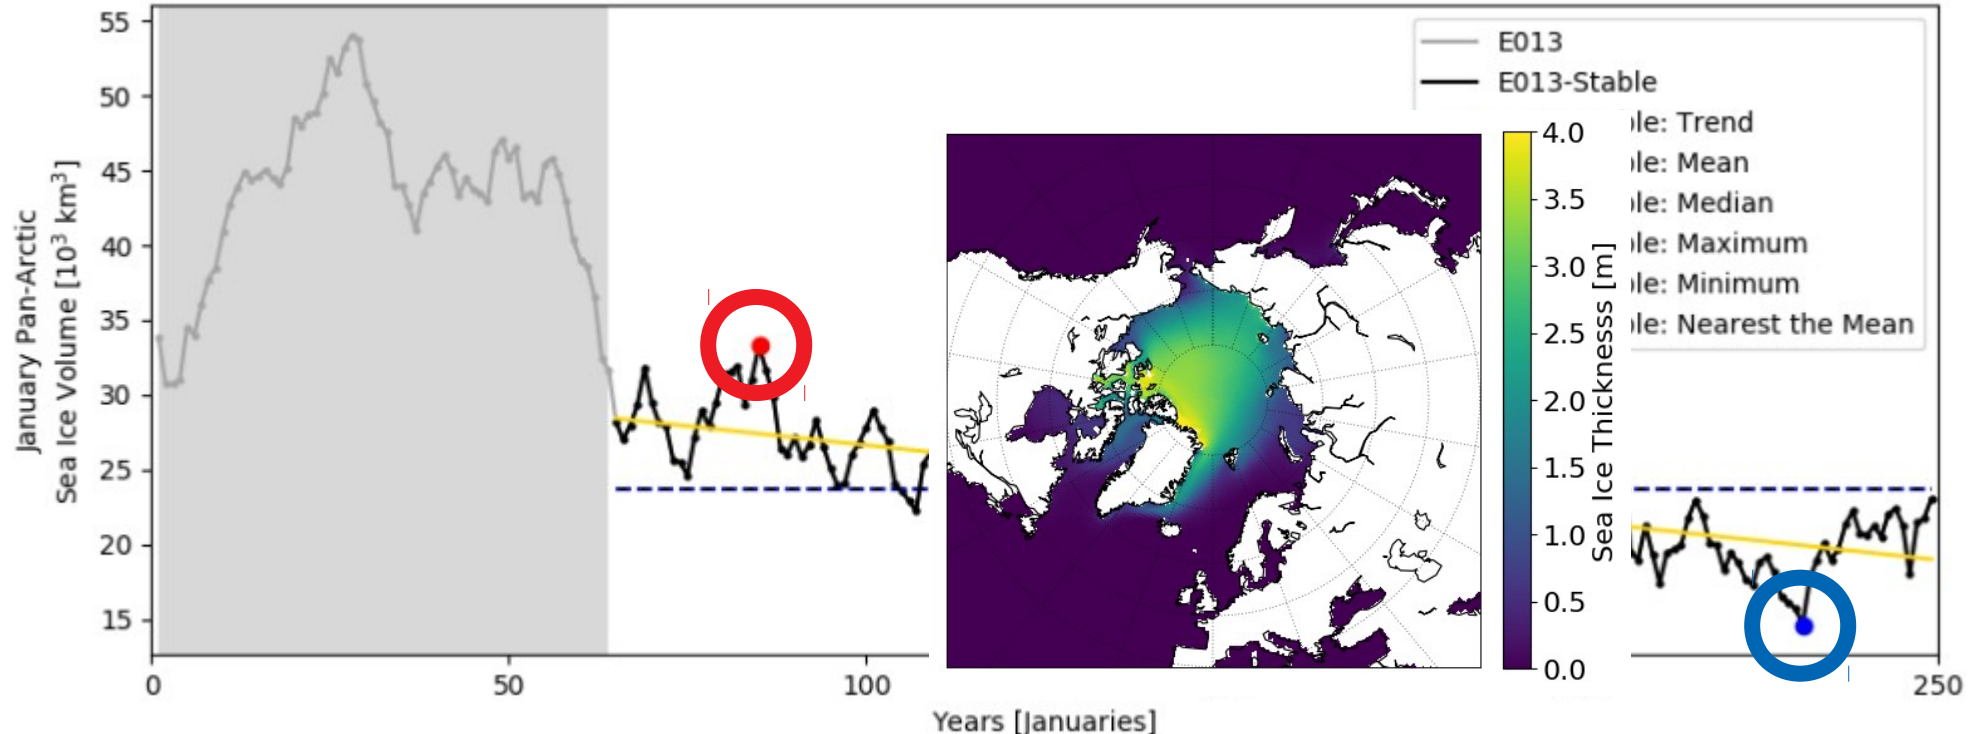 55
50
45
40
35
30
25
20
15
January Pan-Arctic
Sea Ice Volume [10³ km³]
E013
E013-Stable
ble: Trend
ble: Mean
ble: Median
ble: Maximum
ble: Minimum
ble: Nearest the Mean
4.0
3.5
3.0
2.5
2.0
1.5
1.0
0.5
0.0
Sea Ice Thickness [m]
0
50
100
250
Years [Januaries]